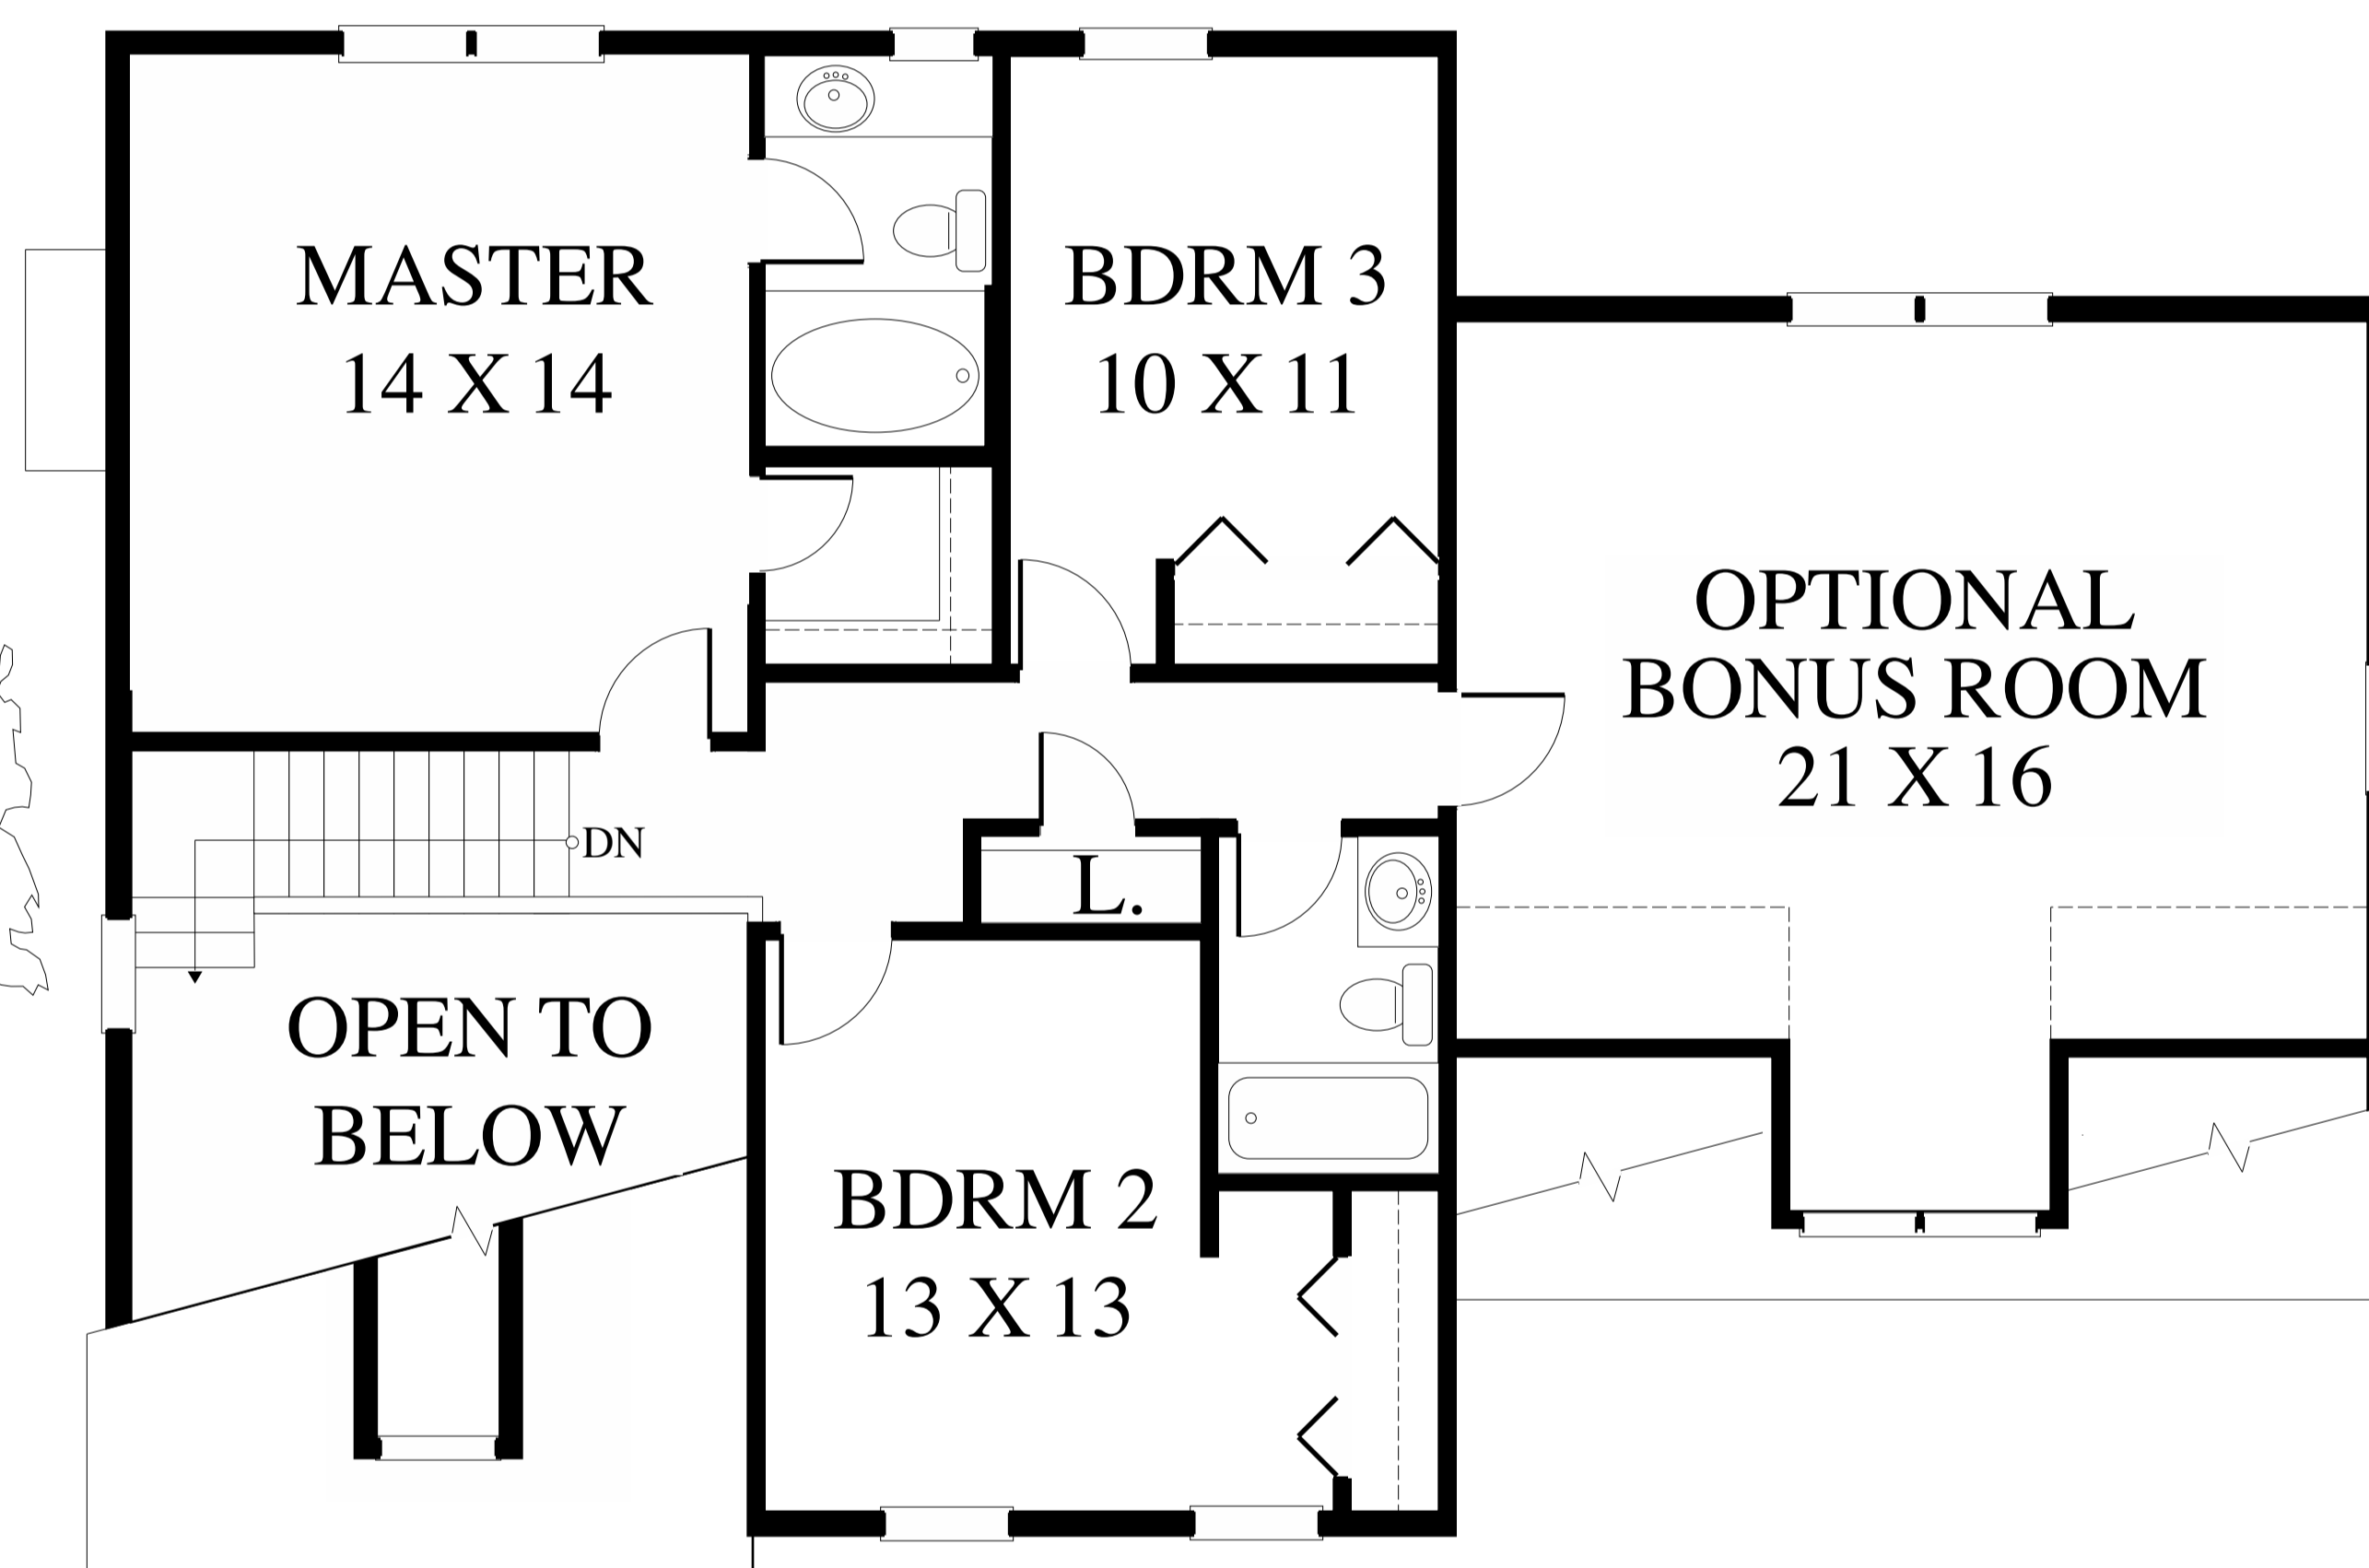 MASTER
14 X 14
BDRM 3
10 X 11
OPTIONAL
BONUS ROOM
21 X 16
DN
L.
OPEN TO
BELOW
BDRM 2
13 X 13